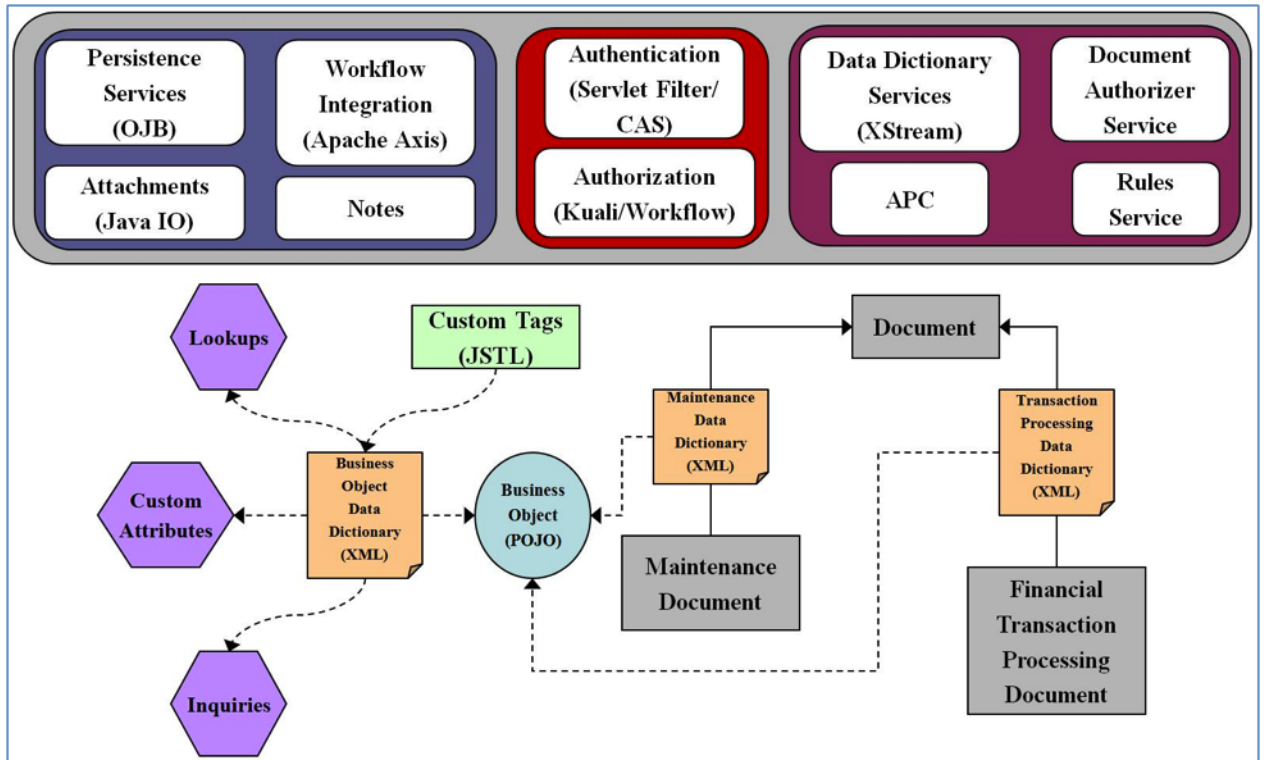 Persistence
Services
(OJB)
Workflow
Integration
(Apache Axis)
Attachments
(Java IO)
Notes
Authentication
(Servlet Filter/
CAS)
Authorization
(Kuali/Workflow)
Data Dictionary
Services
(XStream)
Document
Authorizer
Service
APC
Rules
Service
Lookups
Custom Tags
(JSTL)
Document
Maintenance
Data
Dictionary
(XML)
Transaction
Processing
Data
Dictionary
(XML)
Custom
Attributes
Business
Object
Data
Dictionary
(XML)
Business
Object
(POJO)
Maintenance
Document
Financial
Transaction
Processing
Document
Inquiries